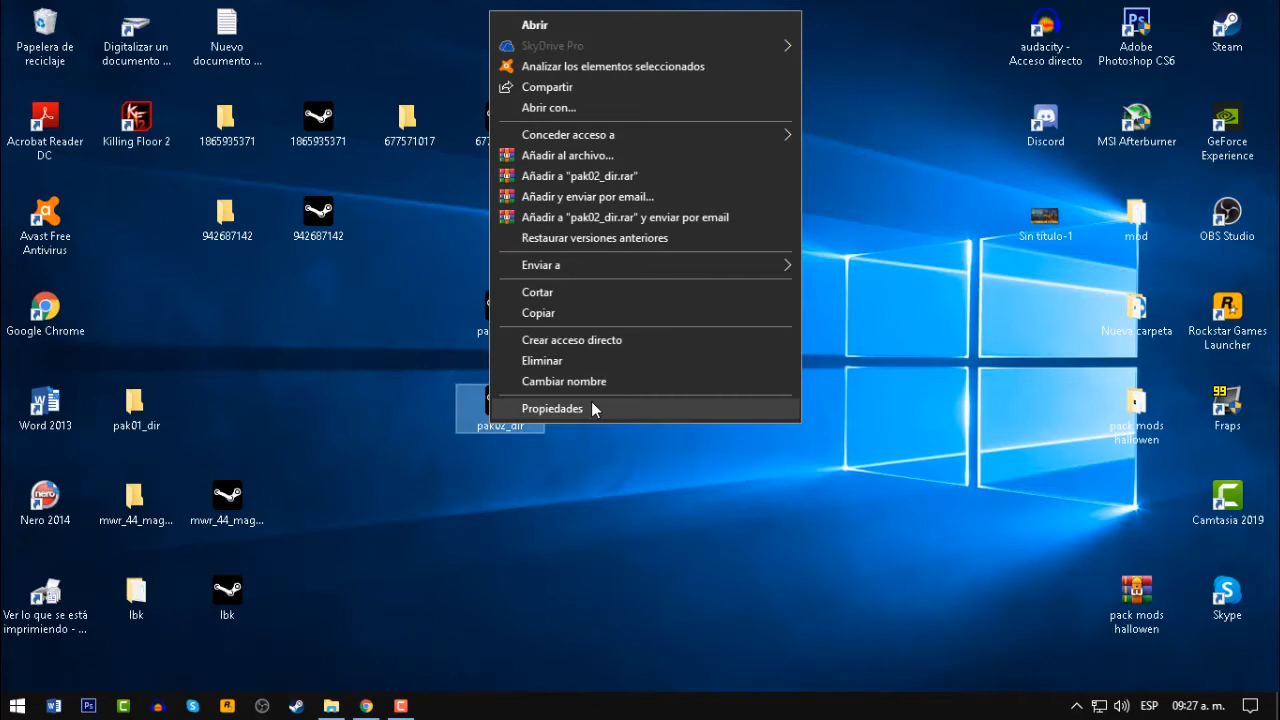 Papelera de
reciclaje
Digitalizar un
documento ...
Nuevo
documento ...
Acrobat Reader
DC
Killing Floor 2
1865935371
1865935371
677571017
Avast Free
Antivirus
942687142
942687142
Google Chrome
Word 2013
pak01_dir
pak02_dir
Nero 2014
mwr_44_mag...
mwr_44_mag...
Ver lo que se está
imprimiendo - ...
lbk
lbk
Abrir
SkyDrive Pro
Analizar los elementos seleccionados
Compartir
Abrir con...
Conceder acceso a
Añadir al archivo...
Añadir a "pak02_dir.rar"
Añadir y enviar por email...
Añadir a "pak02_dir.rar" y enviar por email
Restaurar versiones anteriores
Enviar a
Cortar
Copiar
Crear acceso directo
Eliminar
Cambiar nombre
Propiedades
audacity -
Acceso directo
Adobe
Photoshop CS6
Steam
Discord
MSI Afterburner
GeForce
Experience
Sin título-1
mod
OBS Studio
Nueva carpeta
Rockstar Games
Launcher
pack mods
hallowen
99
Fraps
Camtasia 2019
pack mods
hallowen
Skype
ESP
09:27 a. m.